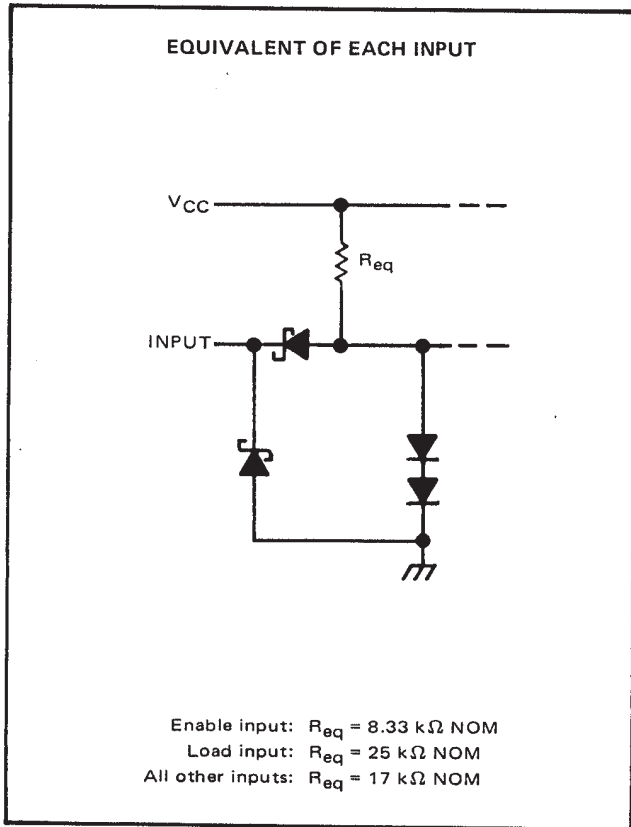 EQUIVALENT OF EACH INPUT
VCC
Req
INPUT
Enable input: Req = 8.33 kΩ NOM
Load input: Req = 25 kΩ NOM
All other inputs: Req = 17 kΩ NOM